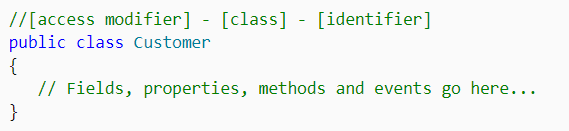 //[access modifier] - [class] - [identifier]
public class Customer
{
   // Fields, properties, methods and events go here...
}